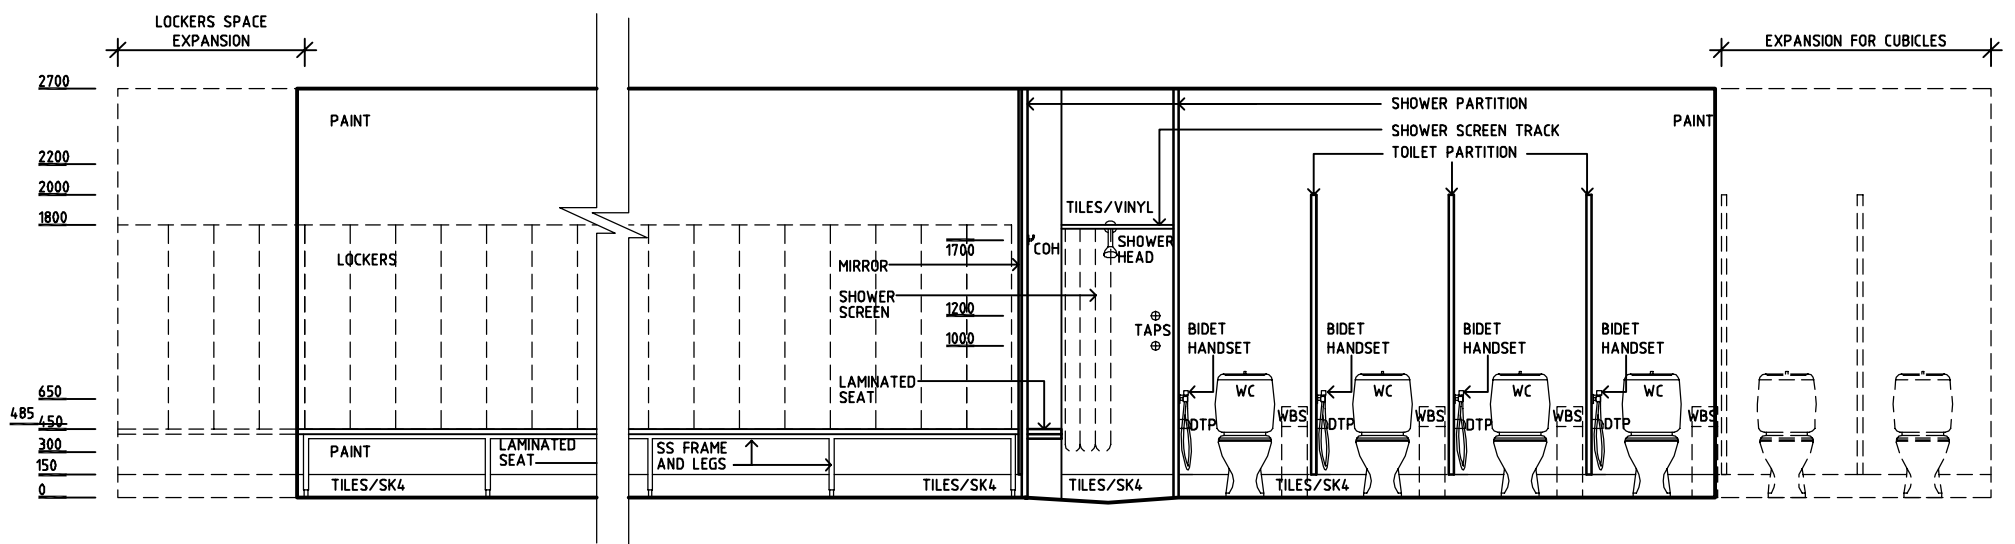 LOCKERS SPACE
EXPANSION
EXPANSION FOR CUBICLES
2700
2200
2000
1800
650
485
450
300
150
0
PAINT
LOCKERS
PAINT
TILES/SK4
LAMINATED
SEAT
SS FRAME
AND LEGS
MIRROR
SHOWER
SCREEN
LAMINATED
SEAT
1700
1200
1000
TILES/SK4
COH
TILES/VINYL
SHOWER
HEAD
TAPS
TILES/SK4
SHOWER PARTITION
SHOWER SCREEN TRACK
TOILET PARTITION
PAINT
BIDET
HANDSET
BIDET
HANDSET
BIDET
HANDSET
BIDET
HANDSET
WC
WC
WC
WC
WBS
WBS
WBS
WBS
DTP
DTP
DTP
DTP
TILES/SK4